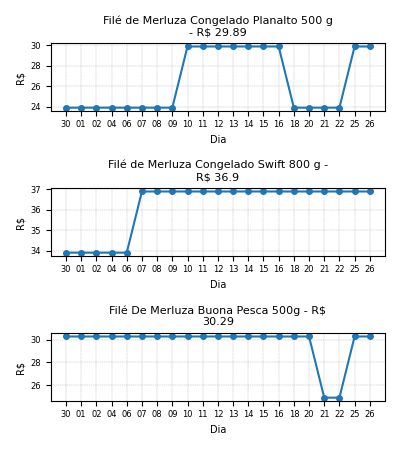 Filé de Merluza Congelado Planalto 500 g
- R$ 29.89
30
28
26
24
R$
30 01 02 04 06 07 08 09 10 11 12 13 14 15 16 18 20 21 22 25 26
Dia
Filé de Merluza Congelado Swift 800 g -
R$ 36.9
37
36
35
34
R$
30 01 02 04 06 07 08 09 10 11 12 13 14 15 16 18 20 21 22 25 26
Dia
Filé De Merluza Buona Pesca 500g - R$
30.29
30
28
26
R$
30 01 02 04 06 07 08 09 10 11 12 13 14 15 16 18 20 21 22 25 26
Dia